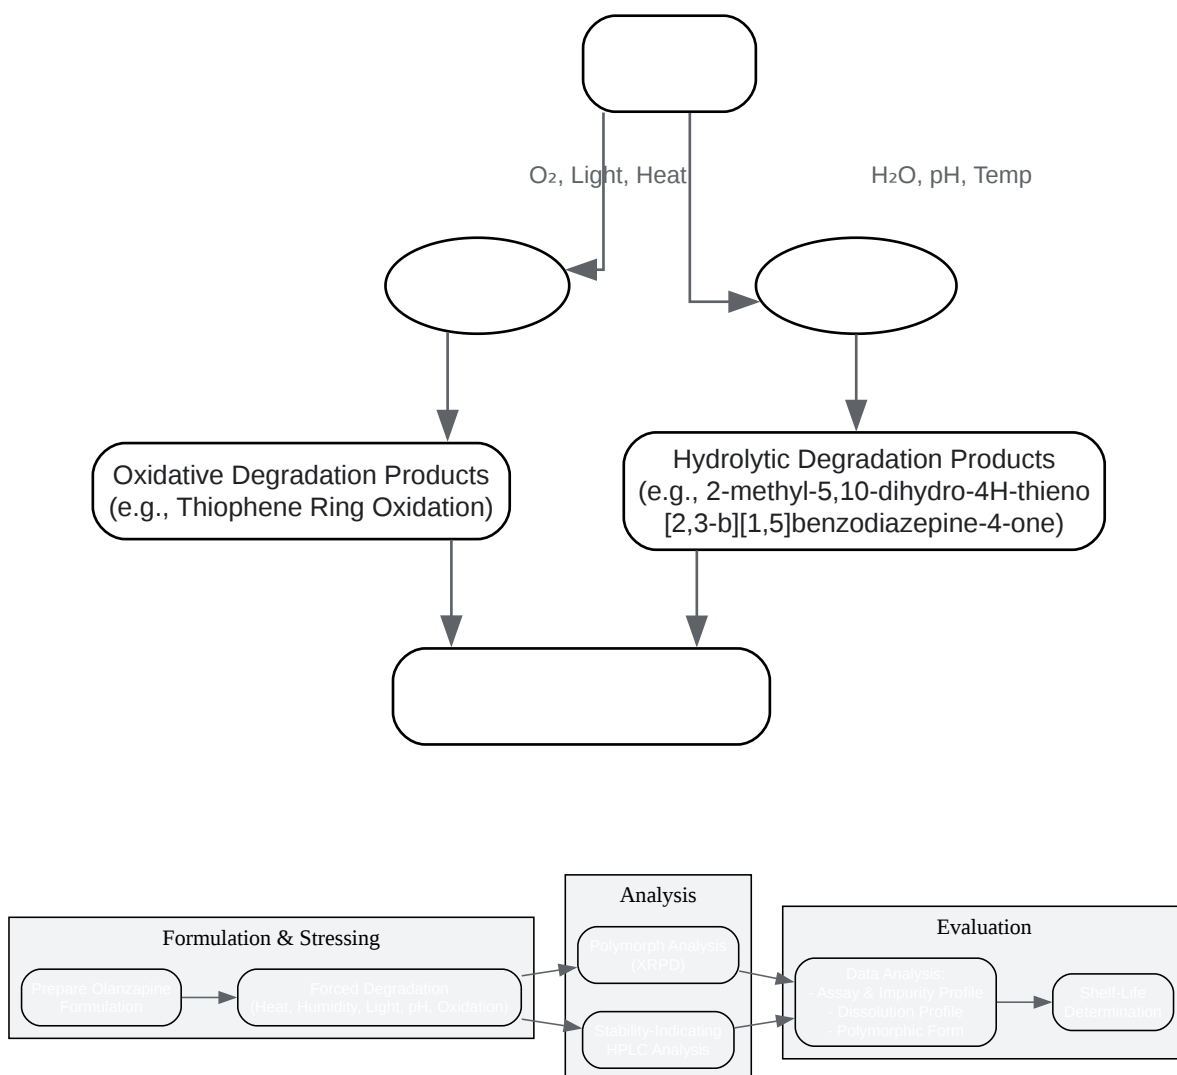 O₂, Light, Heat
H₂O, pH, Temp
Oxidative Degradation Products
(e.g., Thiophene Ring Oxidation)
Hydrolytic Degradation Products
(e.g., 2-methyl-5,10-dihydro-4H-thieno
[2,3-b][1,5]benzodiazepine-4-one)
Formulation & Stressing
Prepare Olanzapine
Formulation
Forced Degradation
(Heat, Humidity, Light, pH, Oxidation)
Analysis
Polymorph Analysis
(XRPD)
Stability-Indicating
HPLC Analysis
Evaluation
Data Analysis:
- Assay & Impurity Profile
- Dissolution Profile
- Polymorphic Form
Shelf-Life
Determination